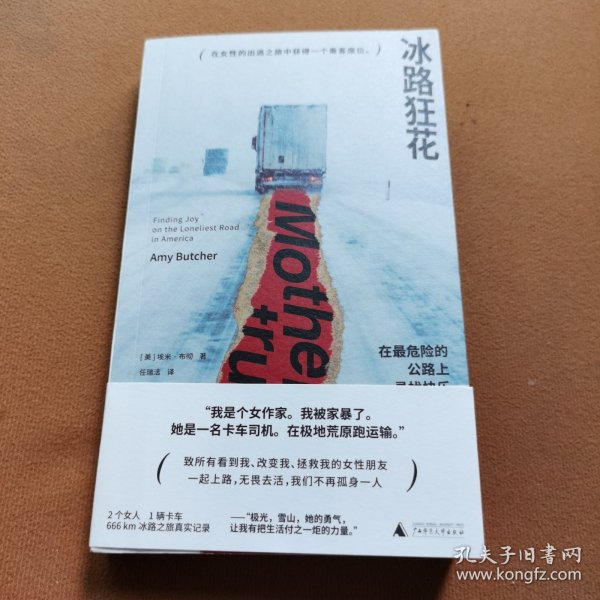 (在女性的出逃之旅中获得一个乘客席位。)
冰路狂花
Finding Joy
on the Loneliest Road
in America
Amy Butcher
Mother
tru
[美]埃米·布彻 著
任瑞洁 译
在最危险的
公路上
寻找快乐
“我是个女作家。我被家暴了。
她是一名卡车司机。在极地荒原跑运输。”
(致所有看到我、改变我、拯救我的女性朋友
一起上路,无畏去活,我们不再孤身一人)
2个女人 1辆卡车
666 km 冰路之旅真实记录
——“极光,雪山,她的勇气,
让我有把生活付之一炬的力量。”
广西师范大学出版社
孔夫子旧书网
www.kongfz.com